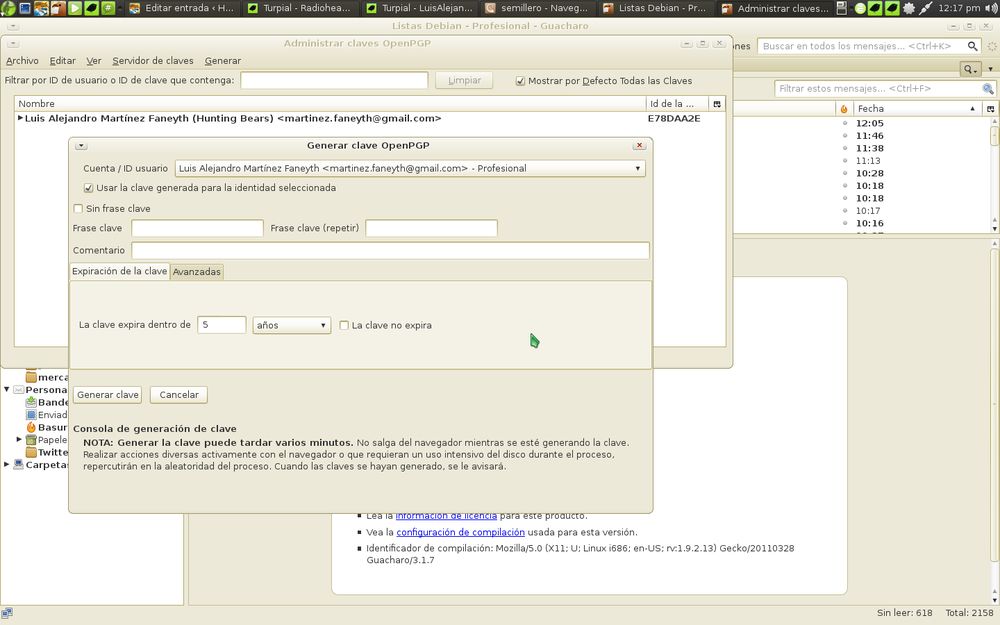 Editar entrada ‹ H...
Turpial - Radiohea...
Turpial - LuisAlejan...
semillero - Naveg...
Listas Debian - Pr...
Administrar claves...
12:17 pm
Listas Debian - Profesional - Guacharo
Administrar claves OpenPGP
nes
Buscar en todos los mensajes... <Ctrl+K>
Archivo Editar Ver Servidor de claves Generar
Filtrar por ID de usuario o ID de clave que contenga:
Limpiar
Mostrar por Defecto Todas las Claves
Filtrar estos mensajes... <Ctrl+F>
Nombre
Id de la ...
Fecha
Luis Alejandro Martínez Faneyth (Hunting Bears) <martinez.faneyth@gmail.com>
E78DAA2E
12:05
11:46
11:38
11:13
10:28
10:18
10:18
10:17
10:16
Generar clave OpenPGP
Cuenta / ID usuario
Luis Alejandro Martínez Faneyth <martinez.faneyth@gmail.com> - Profesional
Usar la clave generada para la identidad seleccionada
Sin frase clave
Frase clave
Frase clave (repetir)
Comentario
Expiración de la clave
Avanzadas
La clave expira dentro de
5
años
La clave no expira
Generar clave
Cancelar
Consola de generación de clave
NOTA: Generar la clave puede tardar varios minutos. No salga del navegador mientras se esté generando la clave.
Realizar acciones diversas activamente con el navegador o que requieran un uso intensivo del disco durante el proceso,
repercutirán en la aleatoridad del proceso. Cuando las claves se hayan generado, se le avisará.
merca
Persona
Bande
Enviad
Basur
Papele
Twitte
Carpeta
Lea la información de licencia para este producto.
Vea la configuración de compilación usada para esta versión.
Identificador de compilación: Mozilla/5.0 (X11; U; Linux i686; en-US; rv:1.9.2.13) Gecko/20110328
Guacharo/3.1.7
Sin leer: 618
Total: 2158